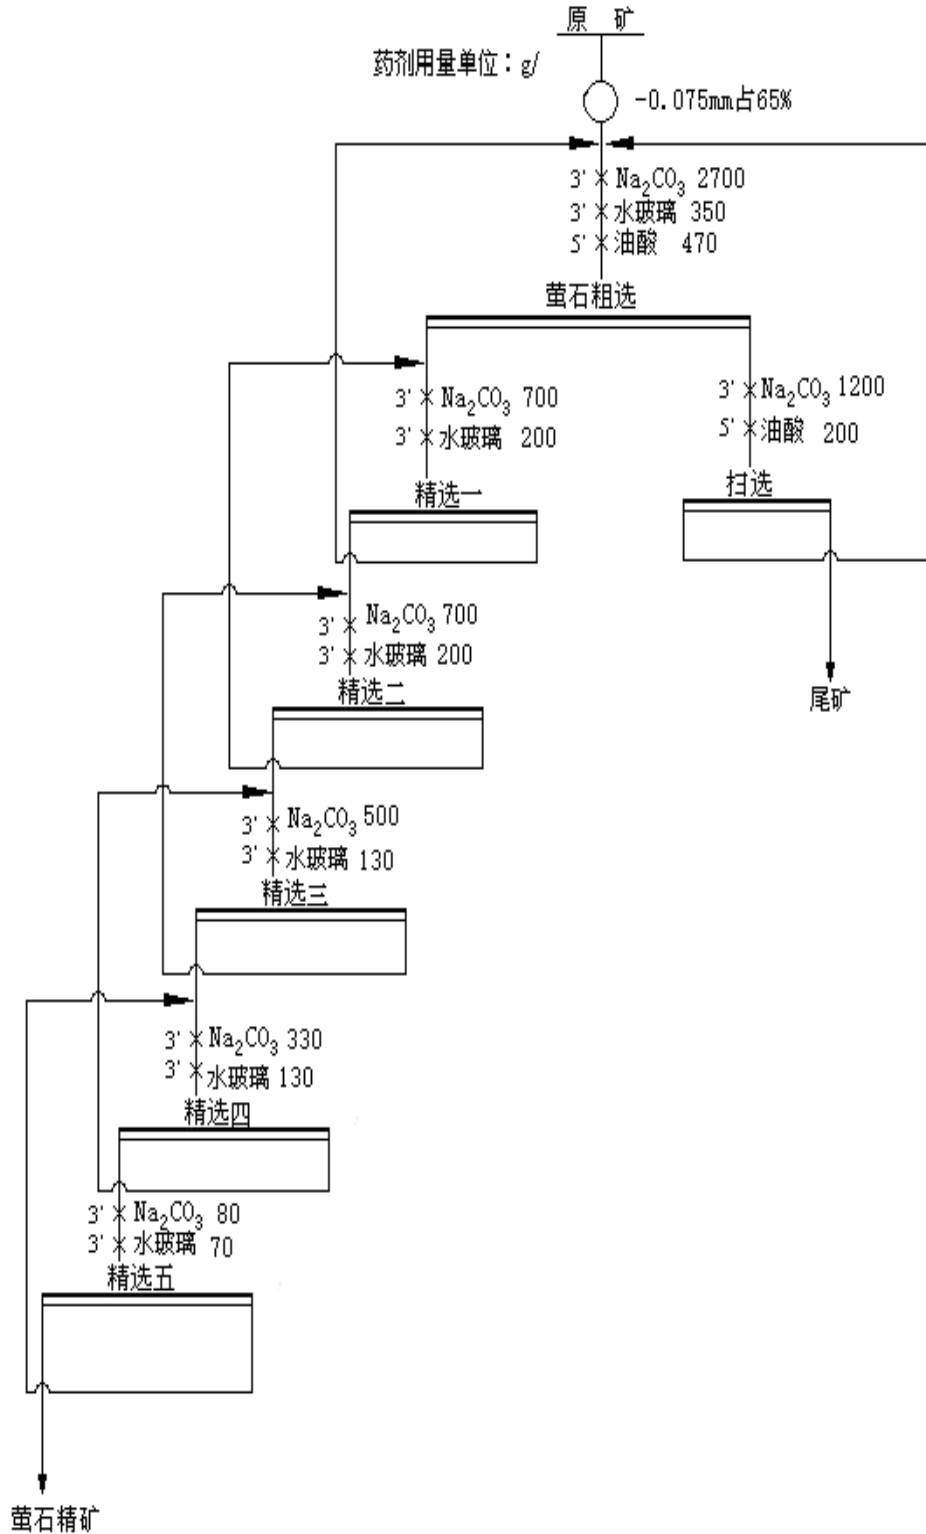 原 矿
药剂用量单位：g/
-0.075mm占65%
3' Na₂CO₃ 2700
3' 水玻璃 350
5' 油酸 470
萤石粗选
3' Na₂CO₃ 700
3' 水玻璃 200
精选一
3' Na₂CO₃ 1200
5' 油酸 200
扫选
尾矿
3' Na₂CO₃ 700
3' 水玻璃 200
精选二
3' Na₂CO₃ 500
3' 水玻璃 130
精选三
3' Na₂CO₃ 330
3' 水玻璃 130
精选四
3' Na₂CO₃ 80
3' 水玻璃 70
精选五
萤石精矿